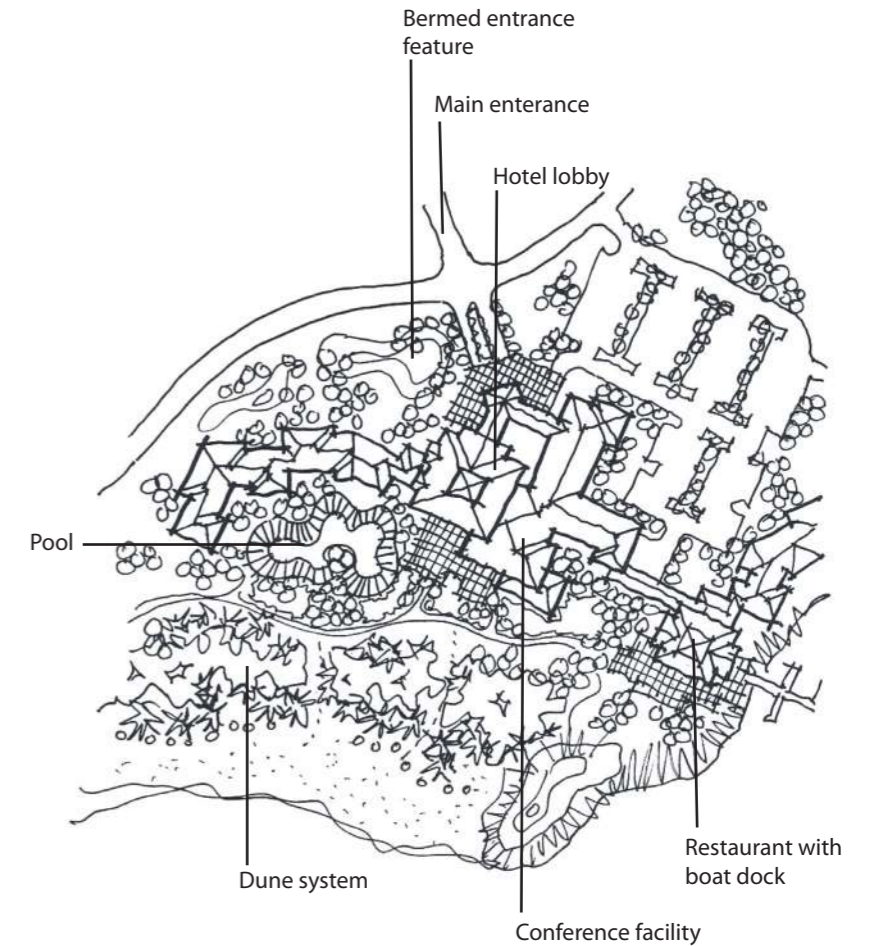 Bermed entrance
feature
Main enterance
Hotel lobby
Pool
Restaurant with
boat dock
Dune system
Conference facility